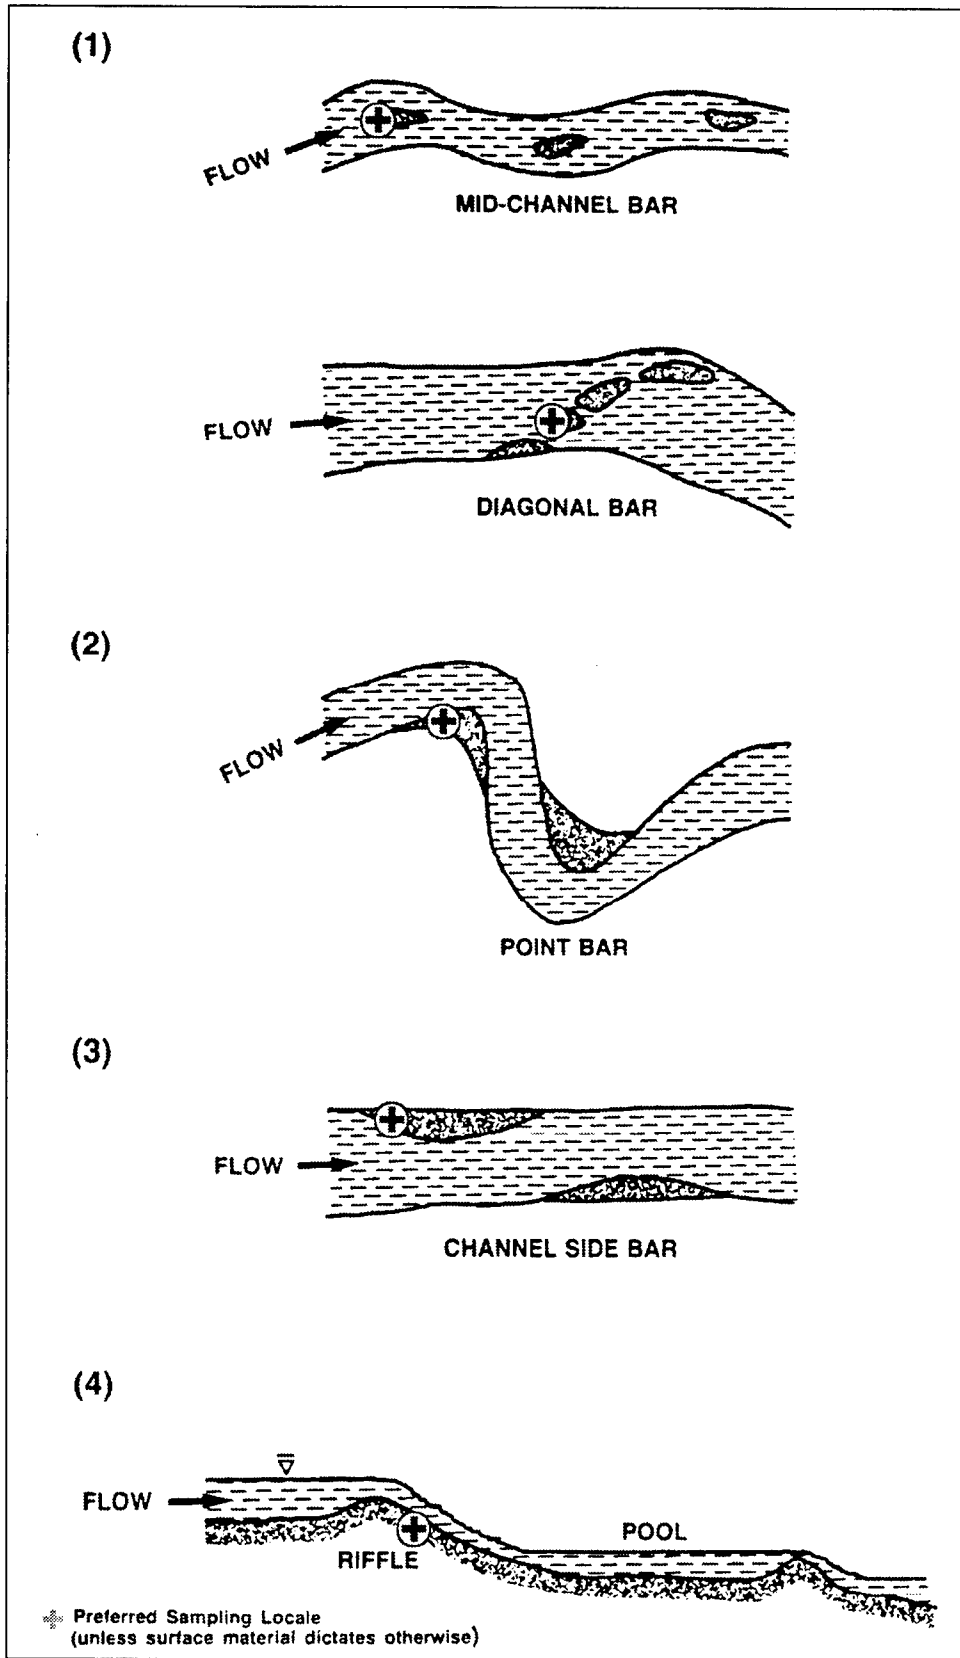 (1)
FLOW
MID-CHANNEL BAR
FLOW
DIAGONAL BAR
(2)
FLOW
POINT BAR
(3)
FLOW
CHANNEL SIDE BAR
(4)
FLOW
POOL
RIFFLE
Preferred Sampling Locale
(unless surface material dictates otherwise)